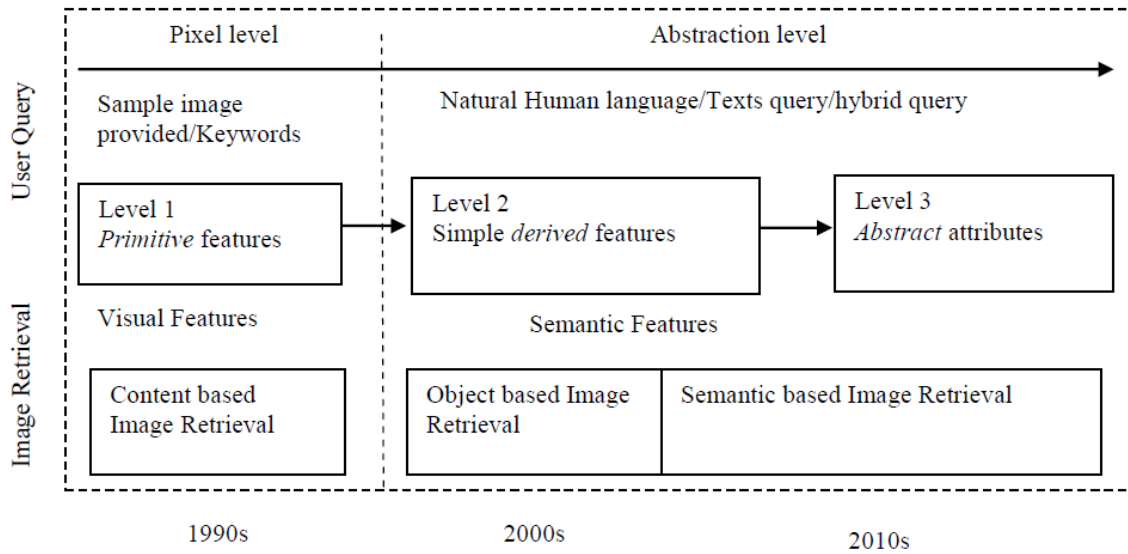 Pixel level
Abstraction level
User Query
Sample image
provided/Keywords
Natural Human language/Texts query/hybrid query
Level 1
Primitive features
Level 2
Simple derived features
Level 3
Abstract attributes
Image Retrieval
Visual Features
Semantic Features
Content based
Image Retrieval
Object based Image
Retrieval
Semantic based Image Retrieval
1990s
2000s
2010s